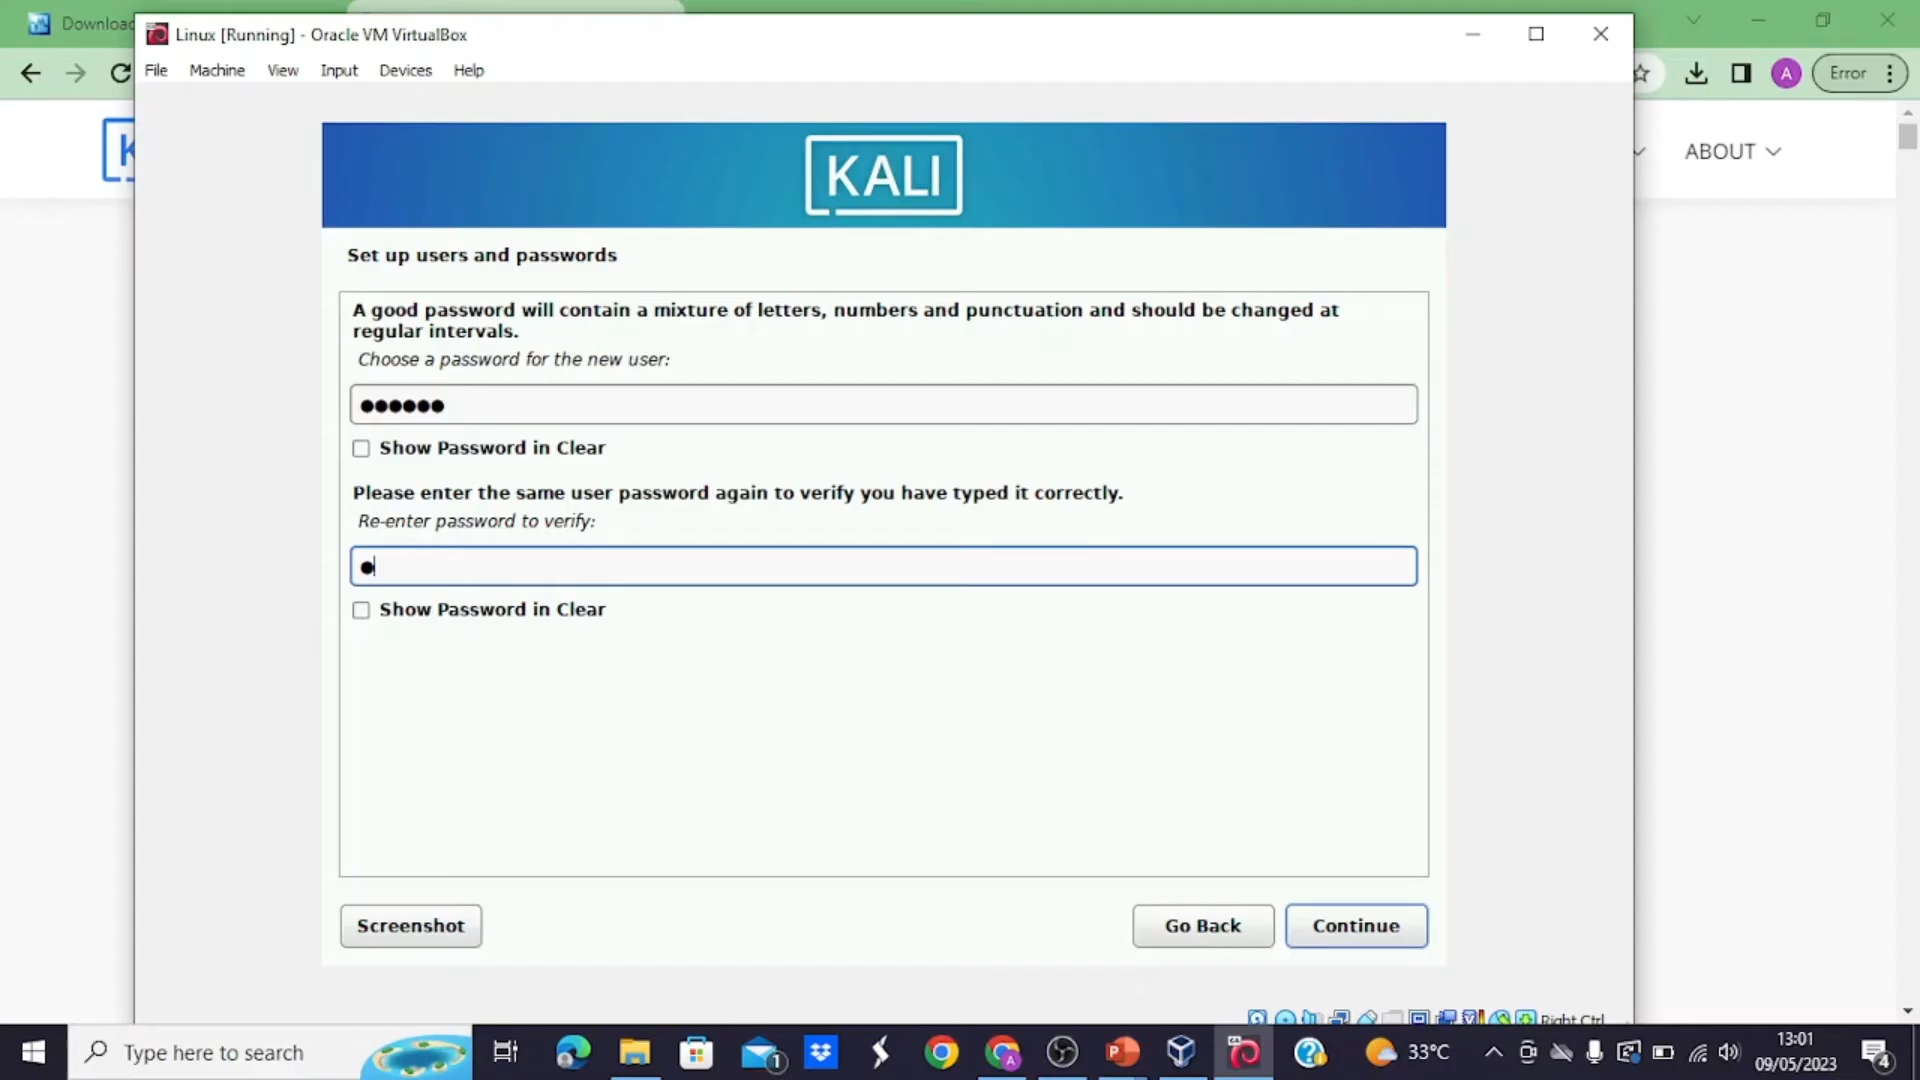 Download
Linux [Running] - Oracle VM VirtualBox
File Machine View Input Devices Help
A
Error
K
ABOUT
KALI
Set up users and passwords
A good password will contain a mixture of letters, numbers and punctuation and should be changed at
regular intervals.
Choose a password for the new user:
●●●●●●
Show Password in Clear
Please enter the same user password again to verify you have typed it correctly.
Re-enter password to verify:
●
Show Password in Clear
Screenshot
Go Back
Continue
Right Ctrl
Type here to search
1
A
33°C
13:01
09/05/2023
4